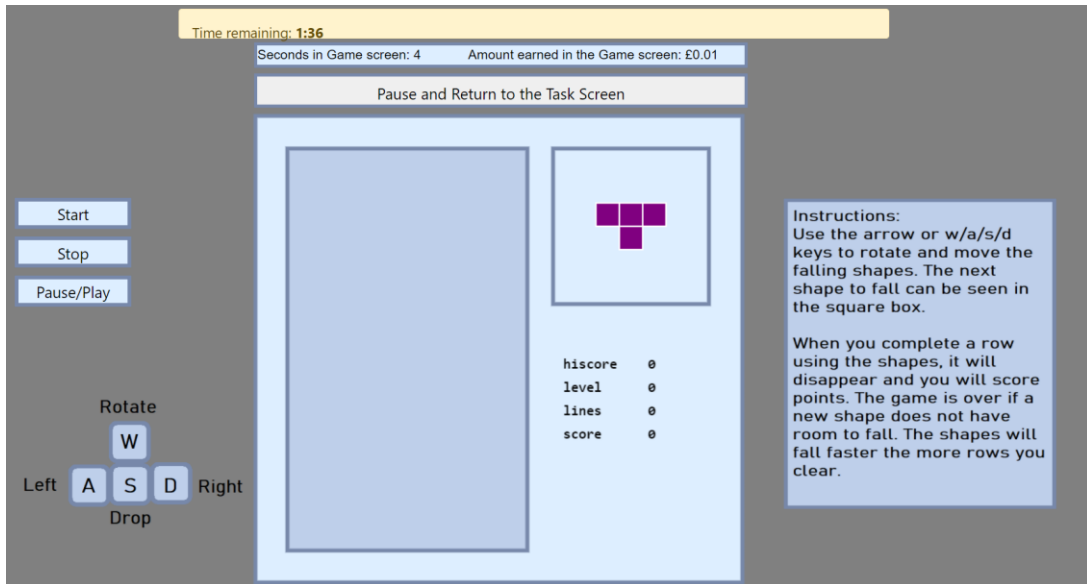 Time remaining: 1:36
Seconds in Game screen: 4 Amount earned in the Game screen: £0.01
Pause and Return to the Task Screen
Start
Stop
Pause/Play
Rotate
W
Left A S D Right
Drop
hiscore 0
level 0
lines 0
score 0
Instructions:
Use the arrow or w/a/s/d
keys to rotate and move the
falling shapes. The next
shape to fall can be seen in
the square box.
When you complete a row
using the shapes, it will
disappear and you will score
points. The game is over if a
new shape does not have
room to fall. The shapes will
fall faster the more rows you
clear.